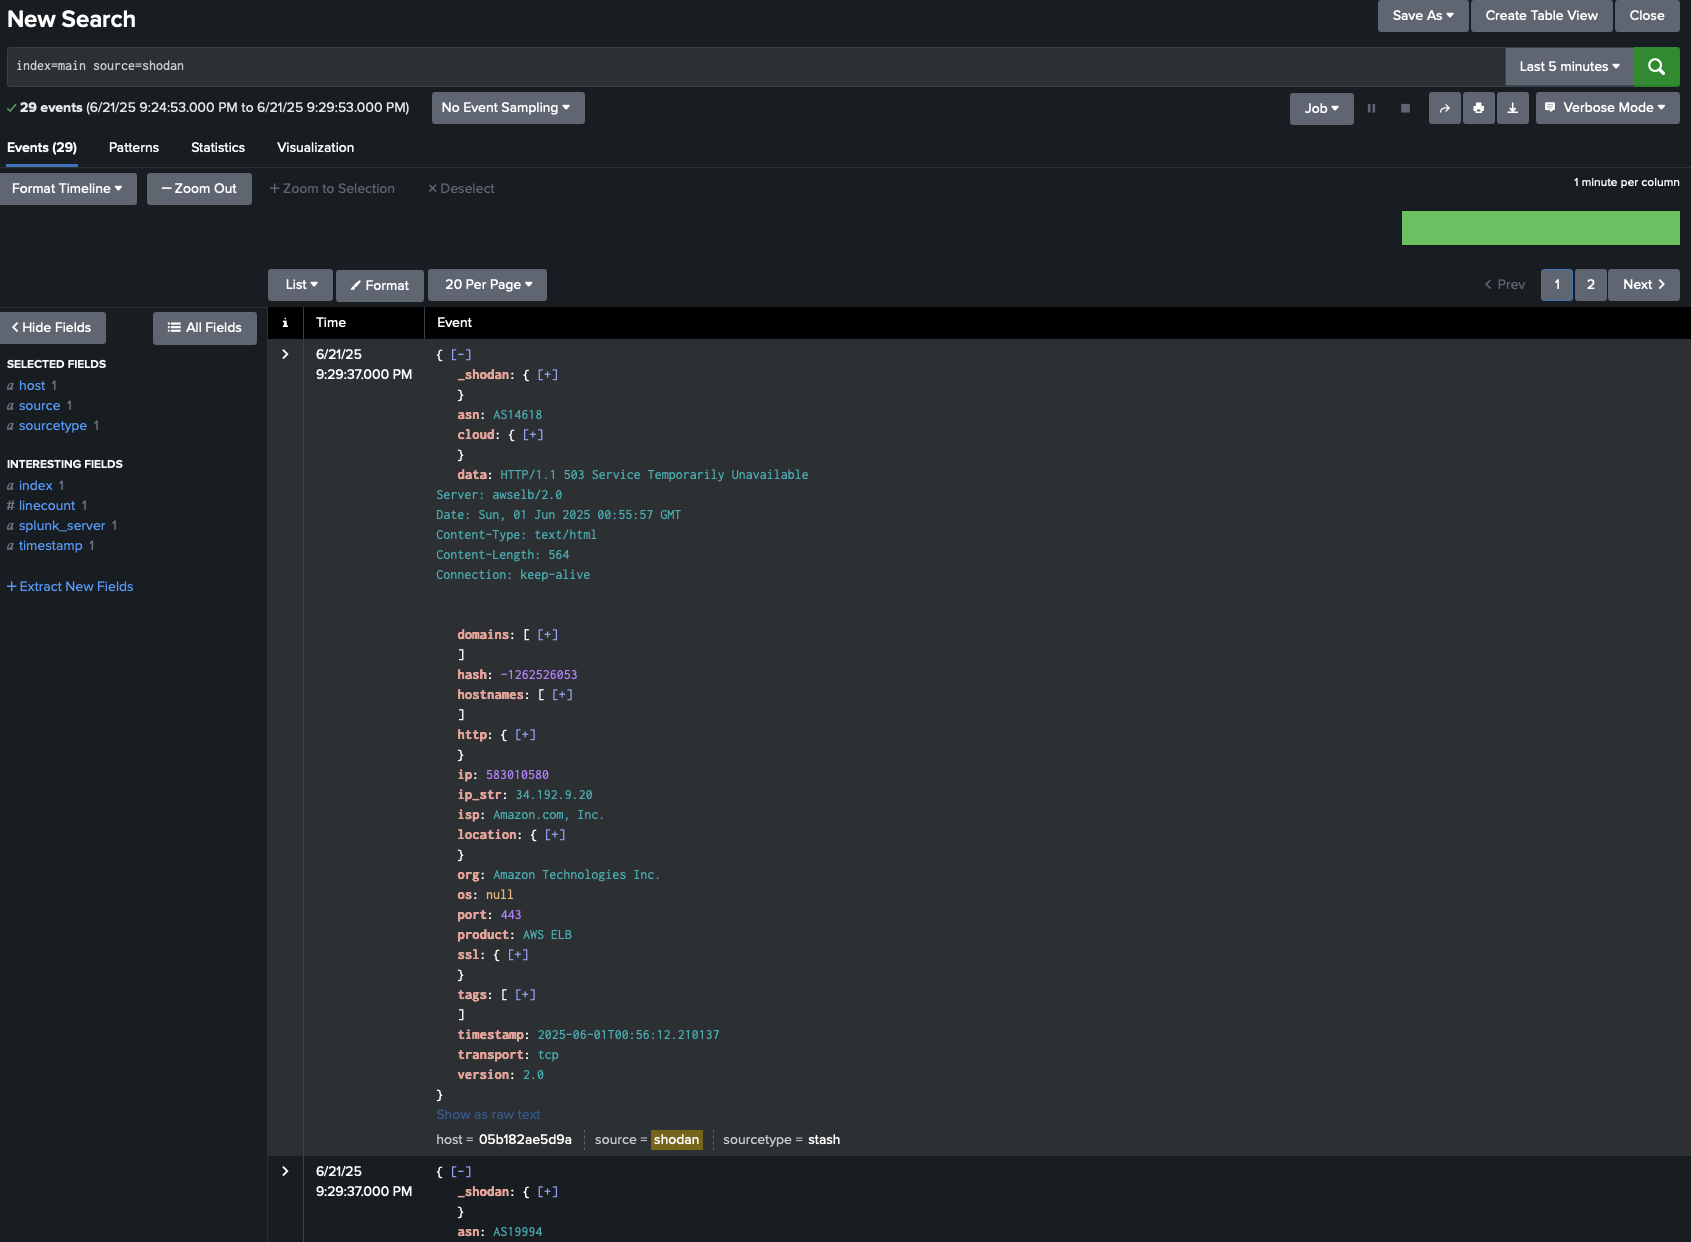 New Search
Save As
Create Table View
Close
index=main source=shodan
Last 5 minutes
29 events (6/21/25 9:24:53.000 PM to 6/21/25 9:29:53.000 PM)
No Event Sampling
Job
Verbose Mode
Events (29)
Patterns
Statistics
Visualization
Format Timeline
— Zoom Out
+ Zoom to Selection
× Deselect
1 minute per column
List
Format
20 Per Page
< Prev
1
2
Next >
< Hide Fields
All Fields
i
Time
Event
SELECTED FIELDS
a host 1
a source 1
a sourcetype 1
INTERESTING FIELDS
a index 1
# linecount 1
a splunk_server 1
a timestamp 1
+ Extract New Fields
>
6/21/25
9:29:37.000 PM
{ [-]
_shodan: { [+]
}
asn: AS14618
cloud: { [+]
}
data: HTTP/1.1 503 Service Temporarily Unavailable
Server: awselb/2.0
Date: Sun, 01 Jun 2025 00:55:57 GMT
Content-Type: text/html
Content-Length: 564
Connection: keep-alive
domains: [ [+]
]
hash: -1262526053
hostnames: [ [+]
]
http: { [+]
}
ip: 583010580
ip_str: 34.192.9.20
isp: Amazon.com, Inc.
location: { [+]
}
org: Amazon Technologies Inc.
os: null
port: 443
product: AWS ELB
ssl: { [+]
}
tags: [ [+]
]
timestamp: 2025-06-01T00:56:12.210137
transport: tcp
version: 2.0
}
Show as raw text
host = 05b182ae5d9a
source = shodan
sourcetype = stash
>
6/21/25
9:29:37.000 PM
{ [-]
_shodan: { [+]
}
asn: AS19994